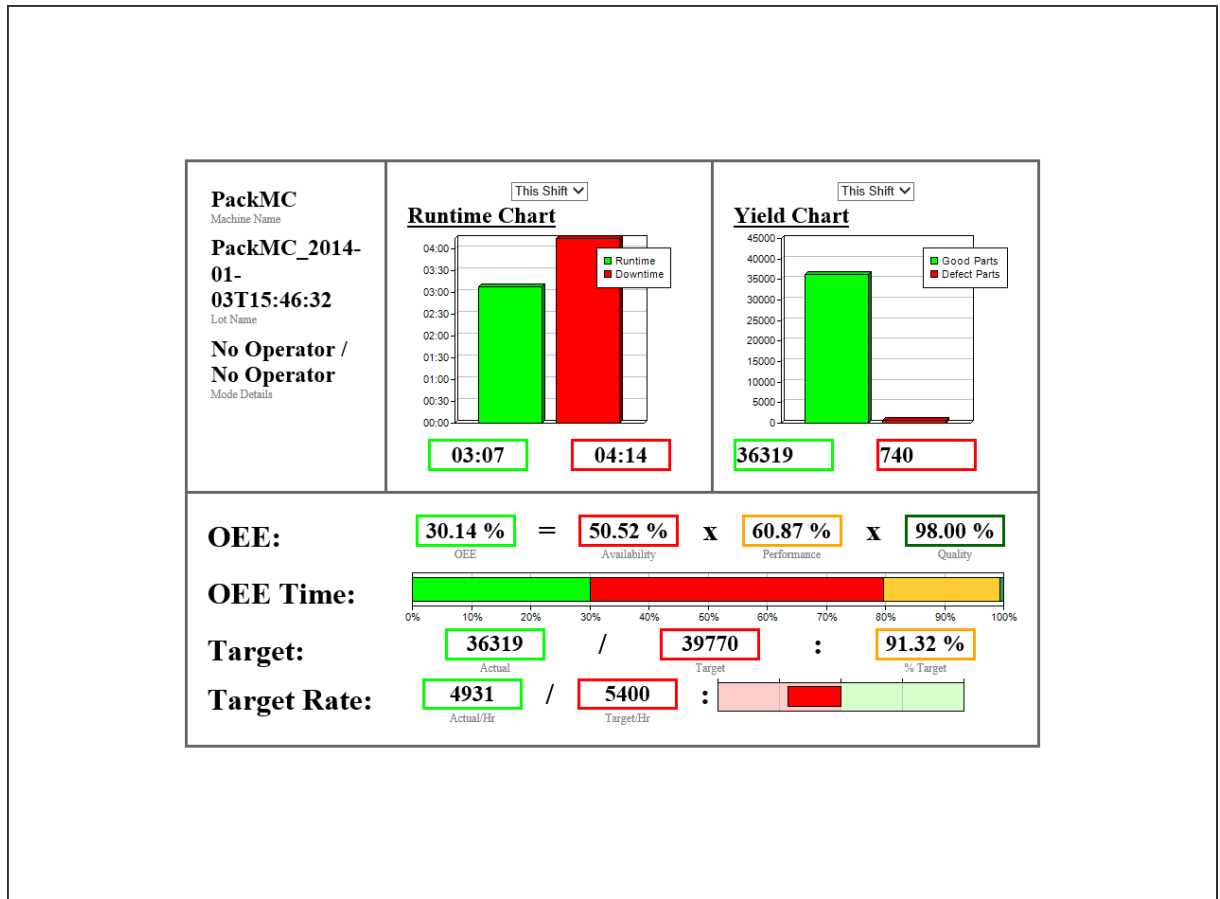 PackMC
Machine Name
PackMC_2014-
01-
03T15:46:32
Lot Name
No Operator /
No Operator
Mode Details
This Shift
Runtime Chart
04:00
03:30
03:00
02:30
02:00
01:30
01:00
00:30
00:00
Runtime
Downtime
03:07 04:14
This Shift
Yield Chart
45000
40000
35000
30000
25000
20000
15000
10000
5000
0
Good Parts
Defect Parts
36319 740
OEE: 30.14 % = 50.52 % x 60.87 % x 98.00 %
OEE Availability Performance Quality
OEE Time:
0% 10% 20% 30% 40% 50% 60% 70% 80% 90% 100%
Target: 36319 / 39770 : 91.32 %
Actual Target % Target
Target Rate: 4931 / 5400 :
Actual/Hr Target/Hr